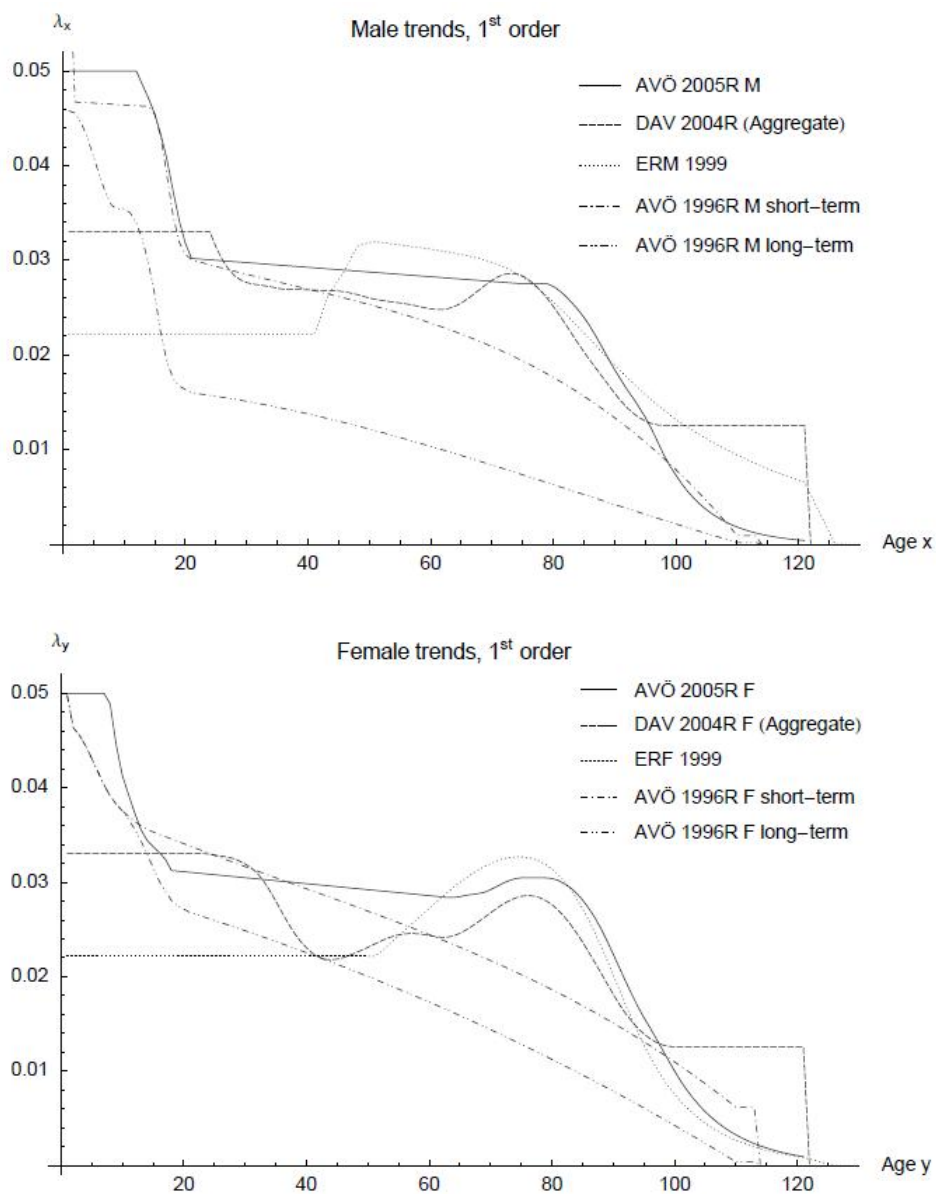 λx
Male trends, 1st order
0.05
0.04
0.03
0.02
0.01
AVÖ 2005R M
DAV 2004R (Aggregate)
ERM 1999
AVÖ 1996R M short-term
AVÖ 1996R M long-term
20 40 60 80 100 120
Age x
λy
Female trends, 1st order
0.05
0.04
0.03
0.02
0.01
AVÖ 2005R F
DAV 2004R F (Aggregate)
ERF 1999
AVÖ 1996R F short-term
AVÖ 1996R F long-term
20 40 60 80 100 120
Age y